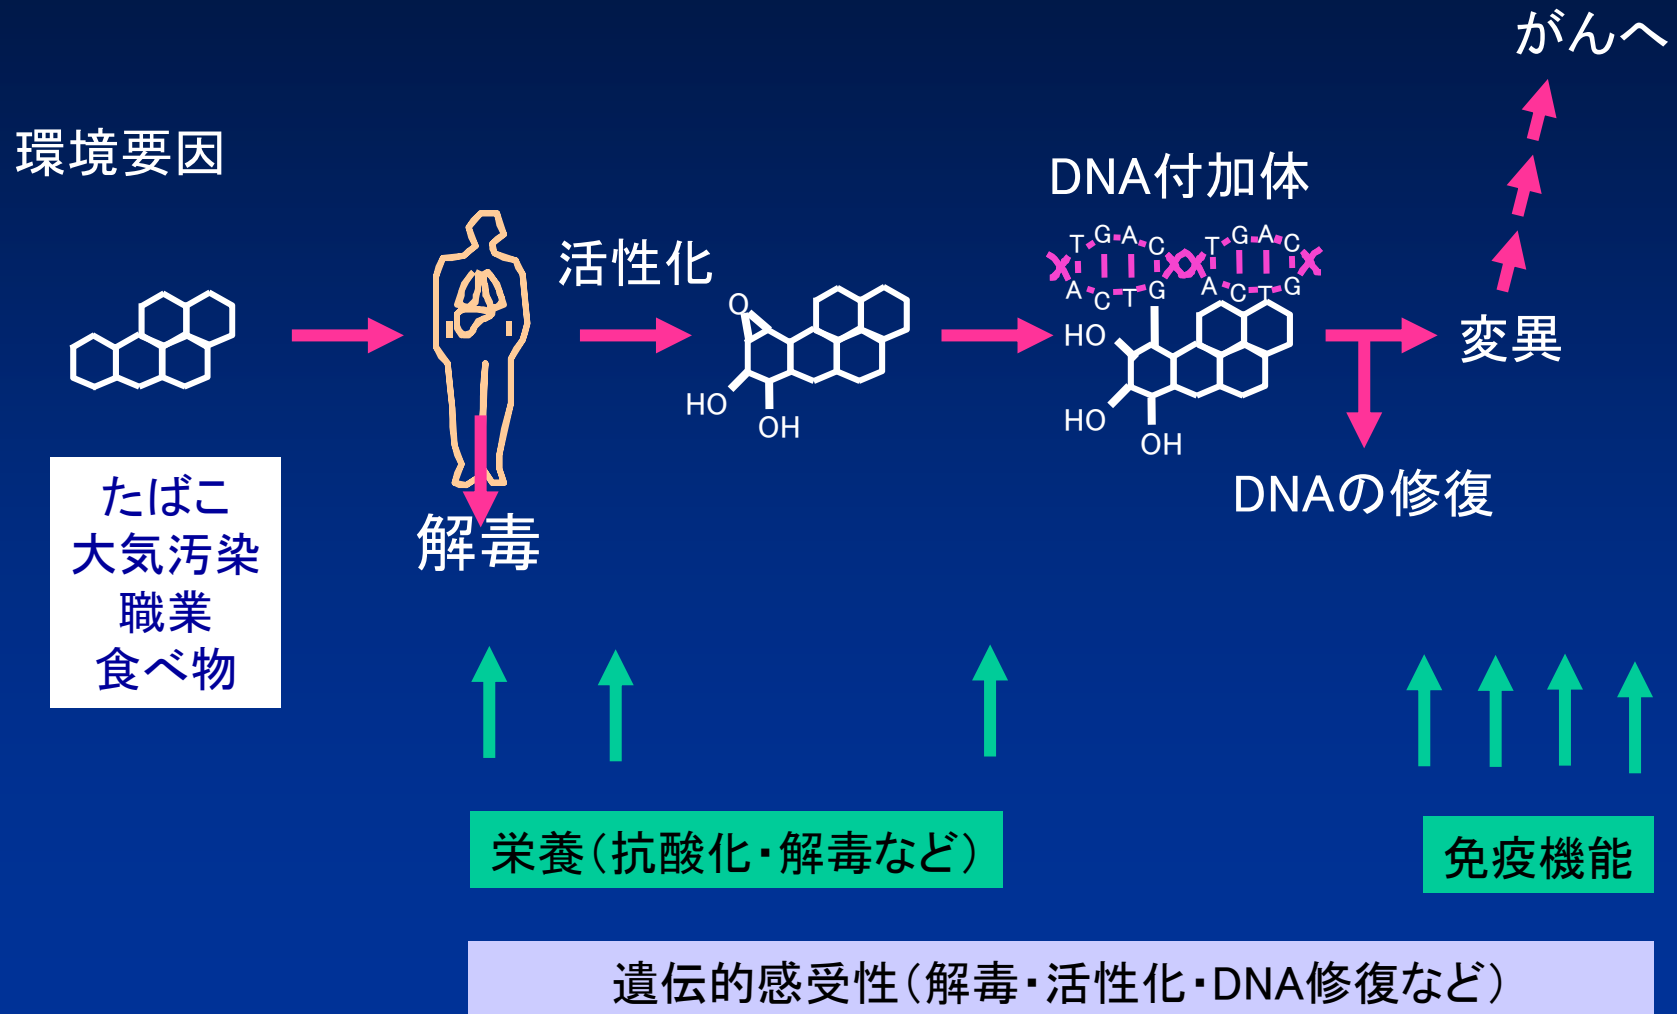 がんへ
環境要因
DNA付加体
活性化
T G A C T G A C
A C T G A C T G
O
HO
OH
HO
HO
OH
変異
DNAの修復
解毒
たばこ
大気汚染
職業
食べ物
栄養（抗酸化・解毒など）
免疫機能
遺伝的感受性（解毒・活性化・DNA修復など）